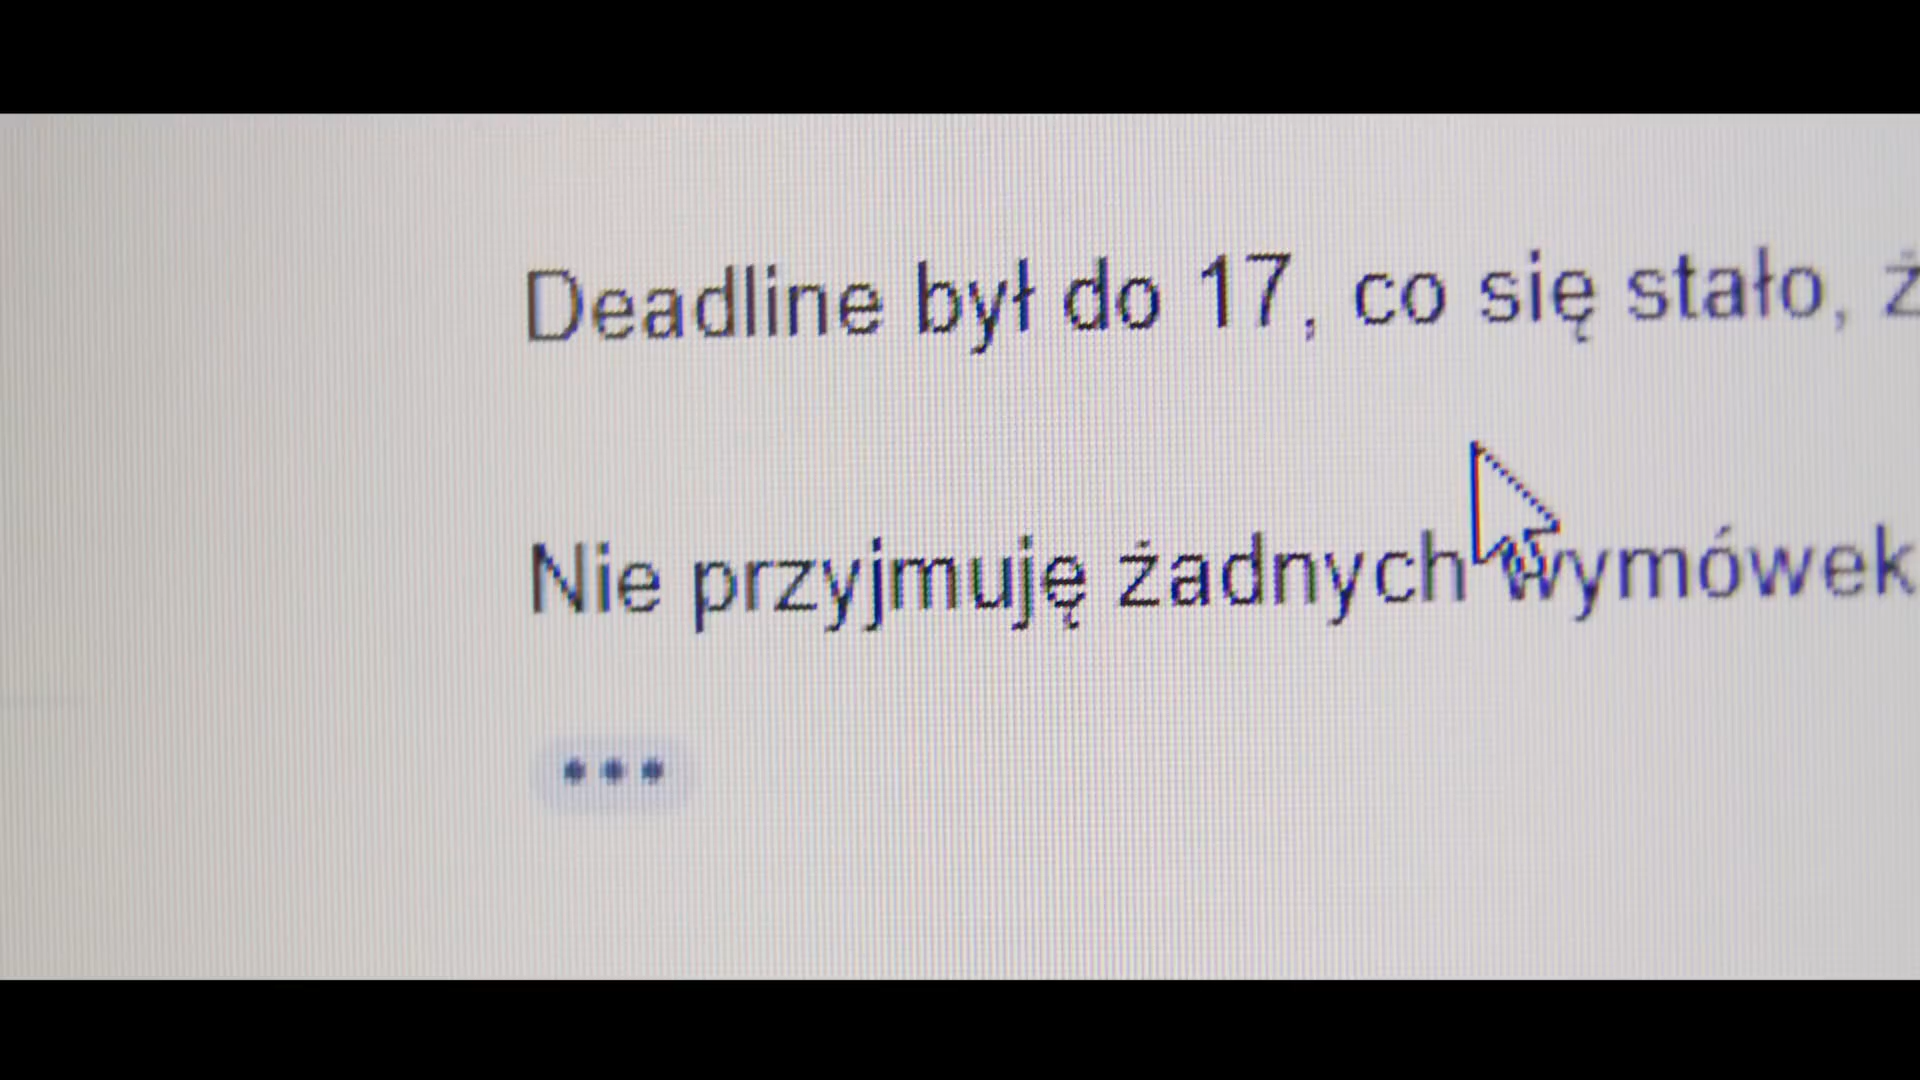 Deadline był do 17, co się stało, ż
Nie przyjmuję żadnych wymówek